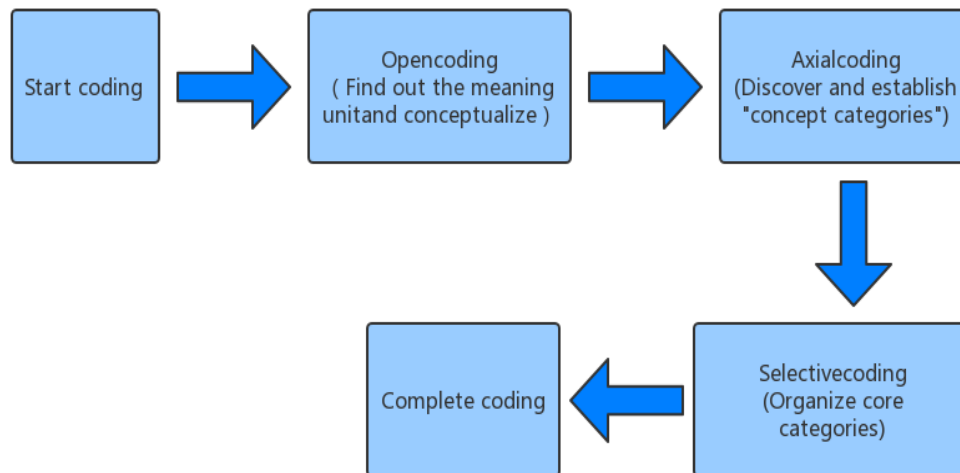 Start coding
Opencoding
( Find out the meaning
unitand conceptualize )
Axialcoding
(Discover and establish
"concept categories")
Selectivecoding
(Organize core
categories)
Complete coding